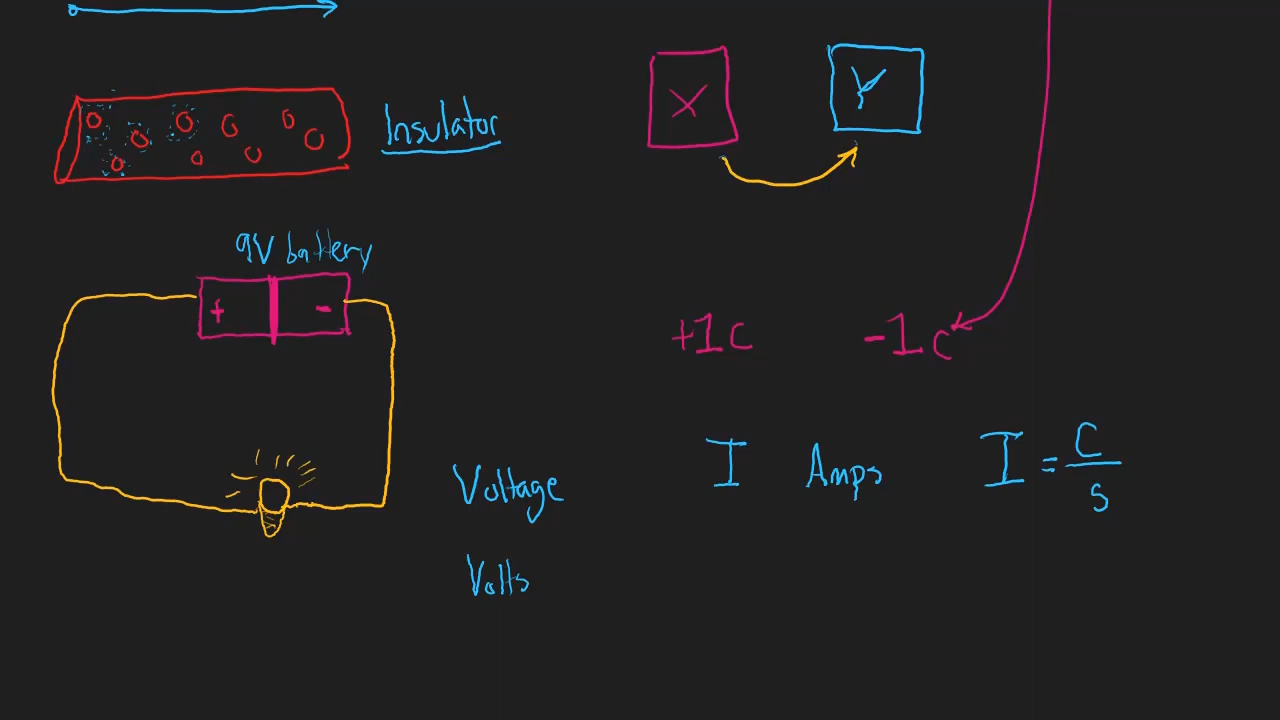 X Y
Insulator
9V battery
+ -
+1c -1c
I Amps I = C/s
Voltage
Volts